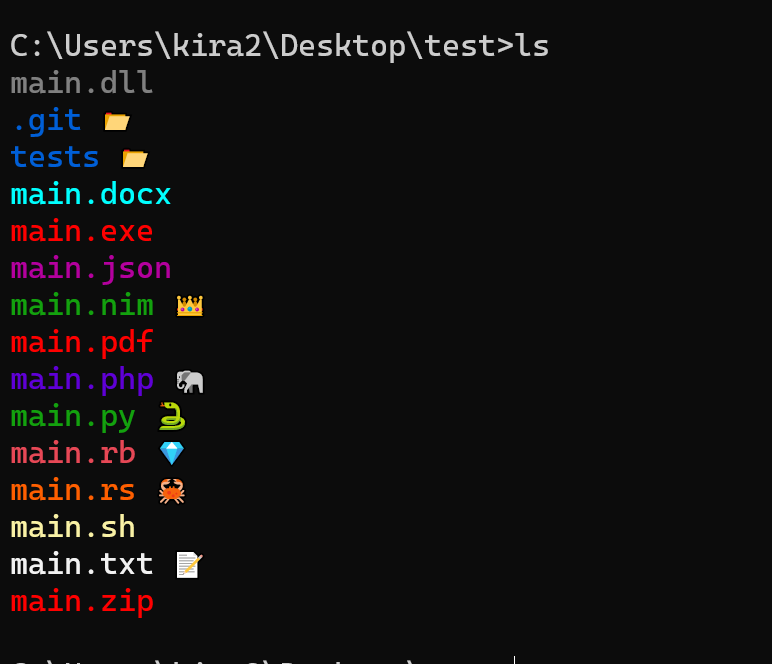 C:\Users\kira2\Desktop\test>ls
main.dll
.git 📂
tests 📂
main.docx
main.exe
main.json
main.nim 👑
main.pdf
main.php 🐘
main.py 🐍
main.rb 💎
main.rs 🦀
main.sh
main.txt 📝
main.zip